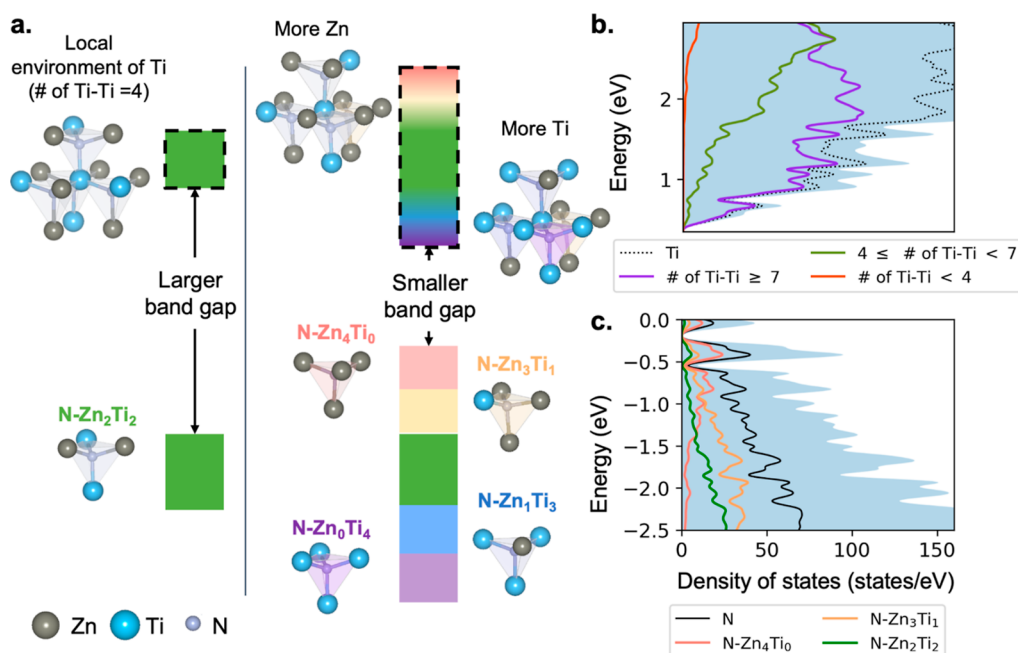 a.
Local
environment of Ti
(# of Ti-Ti =4)
More Zn
More Ti
Larger
band gap
Smaller
band gap
N-Zn₂Ti₂
N-Zn₄Ti₀
N-Zn₃Ti₁
N-Zn₀Ti₄
N-Zn₁Ti₃
Zn Ti N
b.
Energy (eV)
2
1
Ti
# of Ti-Ti ≥ 7
4 ≤ # of Ti-Ti < 7
# of Ti-Ti < 4
c.
Energy (eV)
0.0
−0.5
−1.0
−1.5
−2.0
−2.5
0 50 100 150
Density of states (states/eV)
N
N-Zn₄Ti₀
N-Zn₃Ti₁
N-Zn₂Ti₂